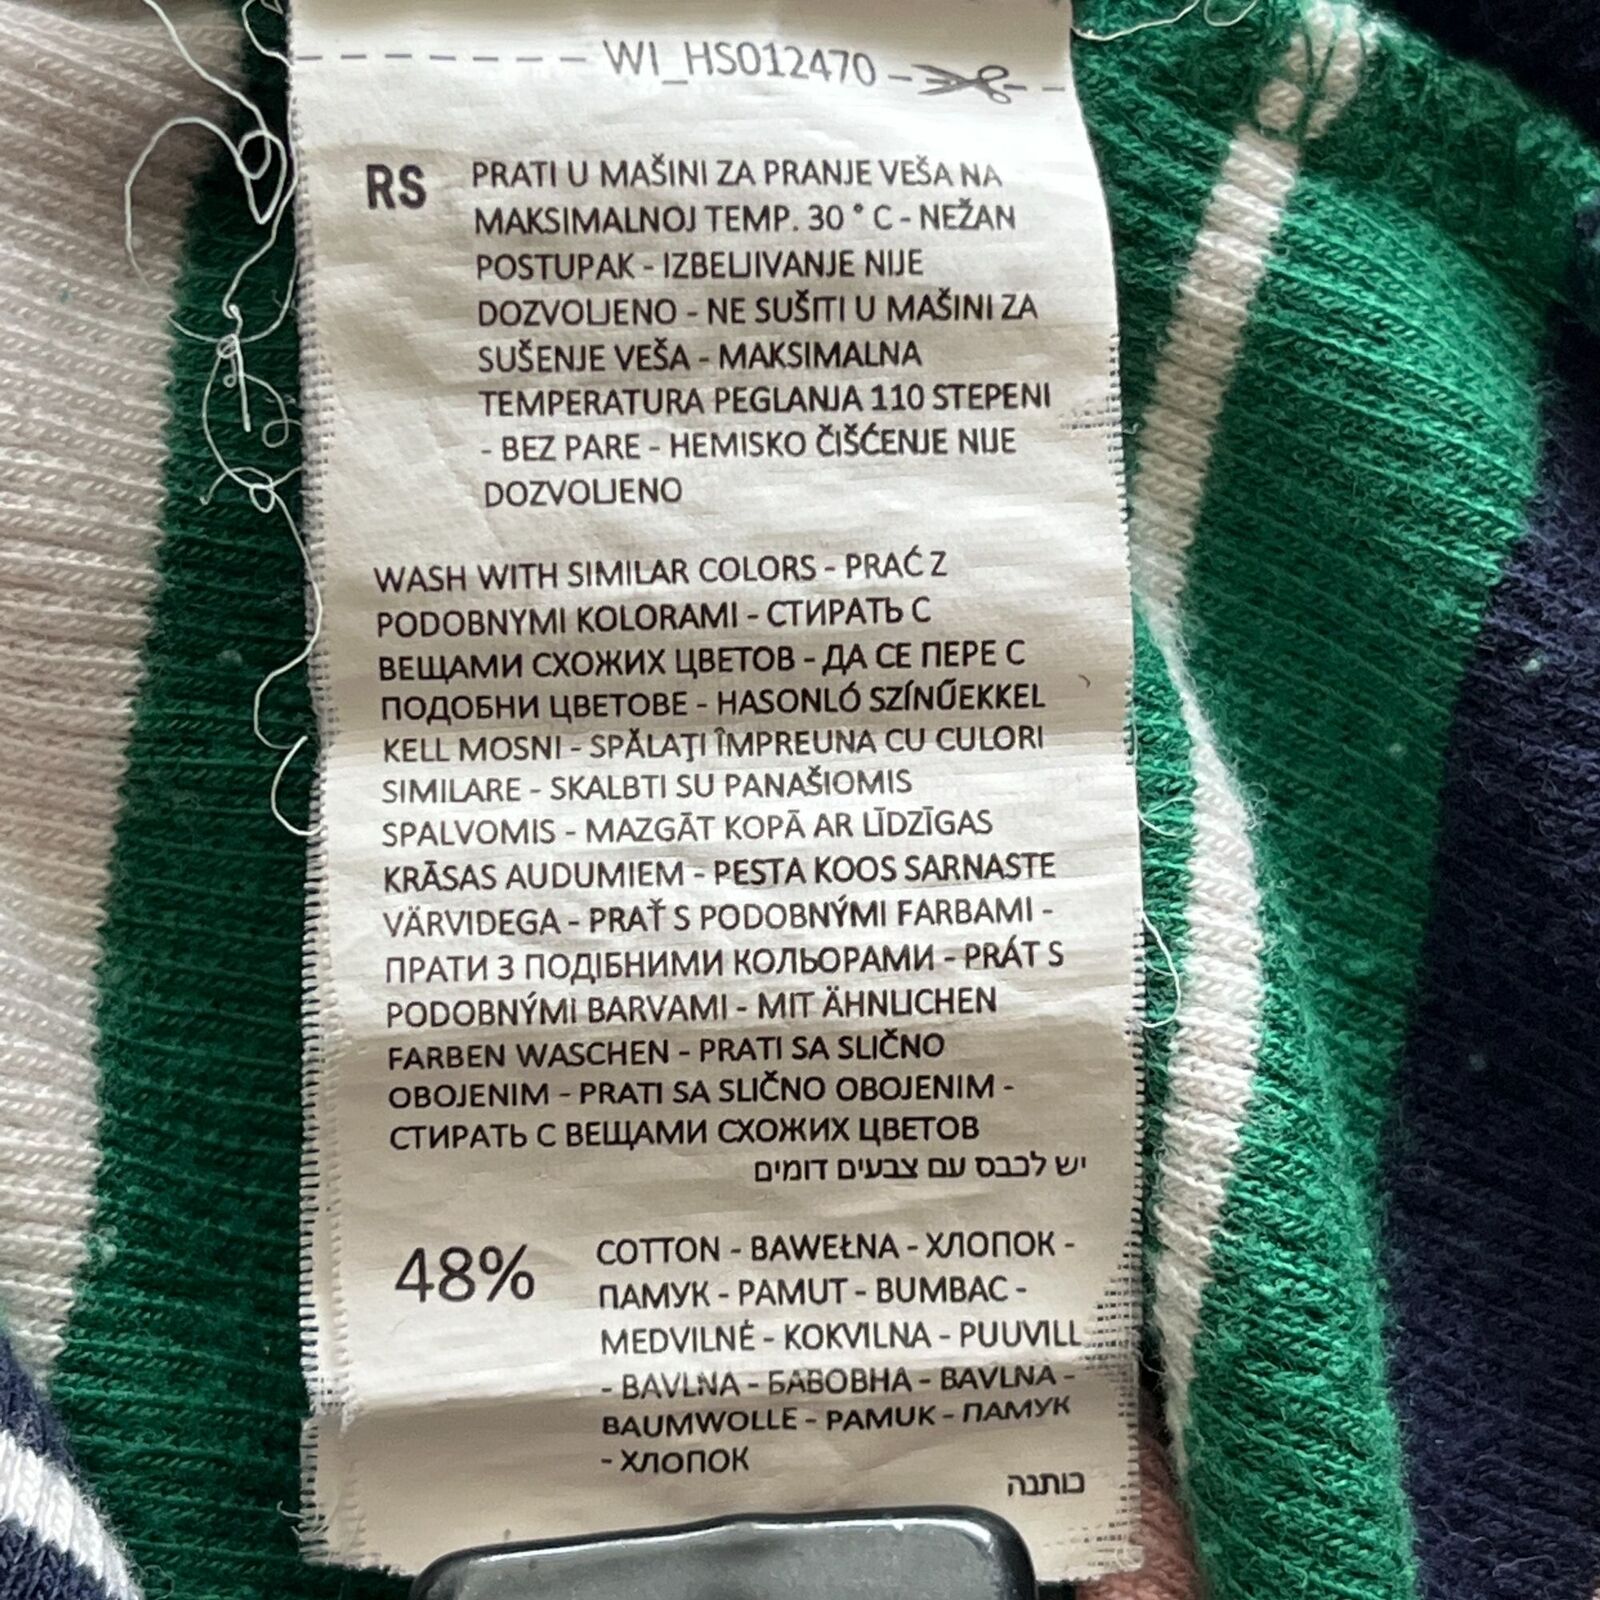 WI_HS012470
RS
PRATI U MAŠINI ZA PRANJE VEŠA NA
MAKSIMALNOJ TEMP. 30 ° C - NEŽAN
POSTUPAK - IZBELJIVANJE NIJE
DOZVOLJENO - NE SUŠITI U MAŠINI ZA
SUŠENJE VEŠA - MAKSIMALNA
TEMPERATURA PEGLANJA 110 STEPENI
- BEZ PARE - HEMISKO ČIŠĆENJE NIJE
DOZVOLJENO
WASH WITH SIMILAR COLORS - PRAĆ Z
PODOBNYMI KOLORAMI - СТИРАТЬ С
ВЕЩАМИ СХОЖИХ ЦВЕТОВ - ДА СЕ ПЕРЕ С
ПОДОБНИ ЦВЕТОВЕ - HASONLÓ SZÍNŰEKKEL
KELL MOSNI - SPĂLAŢI ÎMPREUNA CU CULORI
SIMILARE - SKALBTI SU PANAŠIOMIS
SPALVOMIS - MAZGĀT KOPĀ AR LĪDZĪGAS
KRĀSAS AUDUMIEM - PESTA KOOS SARNASTE
VÄRVIDEGA - PRAŤ S PODOBNÝMI FARBAMI -
ПРАТИ З ПОДІБНИМИ КОЛЬОРАМИ - PRÁT S
PODOBNÝMI BARVAMI - MIT ÄHNLICHEN
FARBEN WASCHEN - PRATI SA SLIČNO
OBOJENIM - PRATI SA SLIČNO OBOJENIM -
СТИРАТЬ С ВЕЩАМИ СХОЖИХ ЦВЕТОВ
יש לכבס עם צבעים דומים
48%
COTTON - BAWEŁNA - ХЛОПОК -
ПАМУК - PAMUT - BUMBAC -
MEDVILNĖ - KOKVILNA - PUUVILL
- BAVLNA - БАВОВНА - BAVLNA -
BAUMWOLLE - PAMUK - ПАМУК
- ХЛОПОК
כותנה